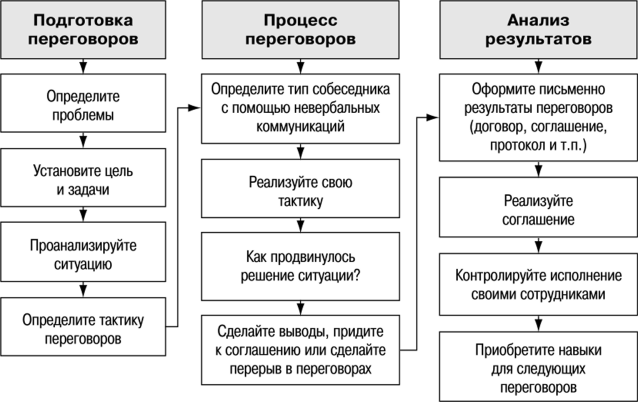 Подготовка
переговоров
Определите
проблемы
Установите цель
и задачи
Проанализируйте
ситуацию
Определите тактику
переговоров
Процесс
переговоров
Определите тип собеседника
с помощью невербальных
коммуникаций
Реализуйте свою
тактику
Как продвинулось
решение ситуации?
Сделайте выводы, придите
к соглашению или сделайте
перерыв в переговорах
Анализ
результатов
Оформите письменно
результаты переговоров
(договор, соглашение,
протокол и т.п.)
Реализуйте
соглашение
Контролируйте исполнение
своими сотрудниками
Приобретите навыки
для следующих
переговоров